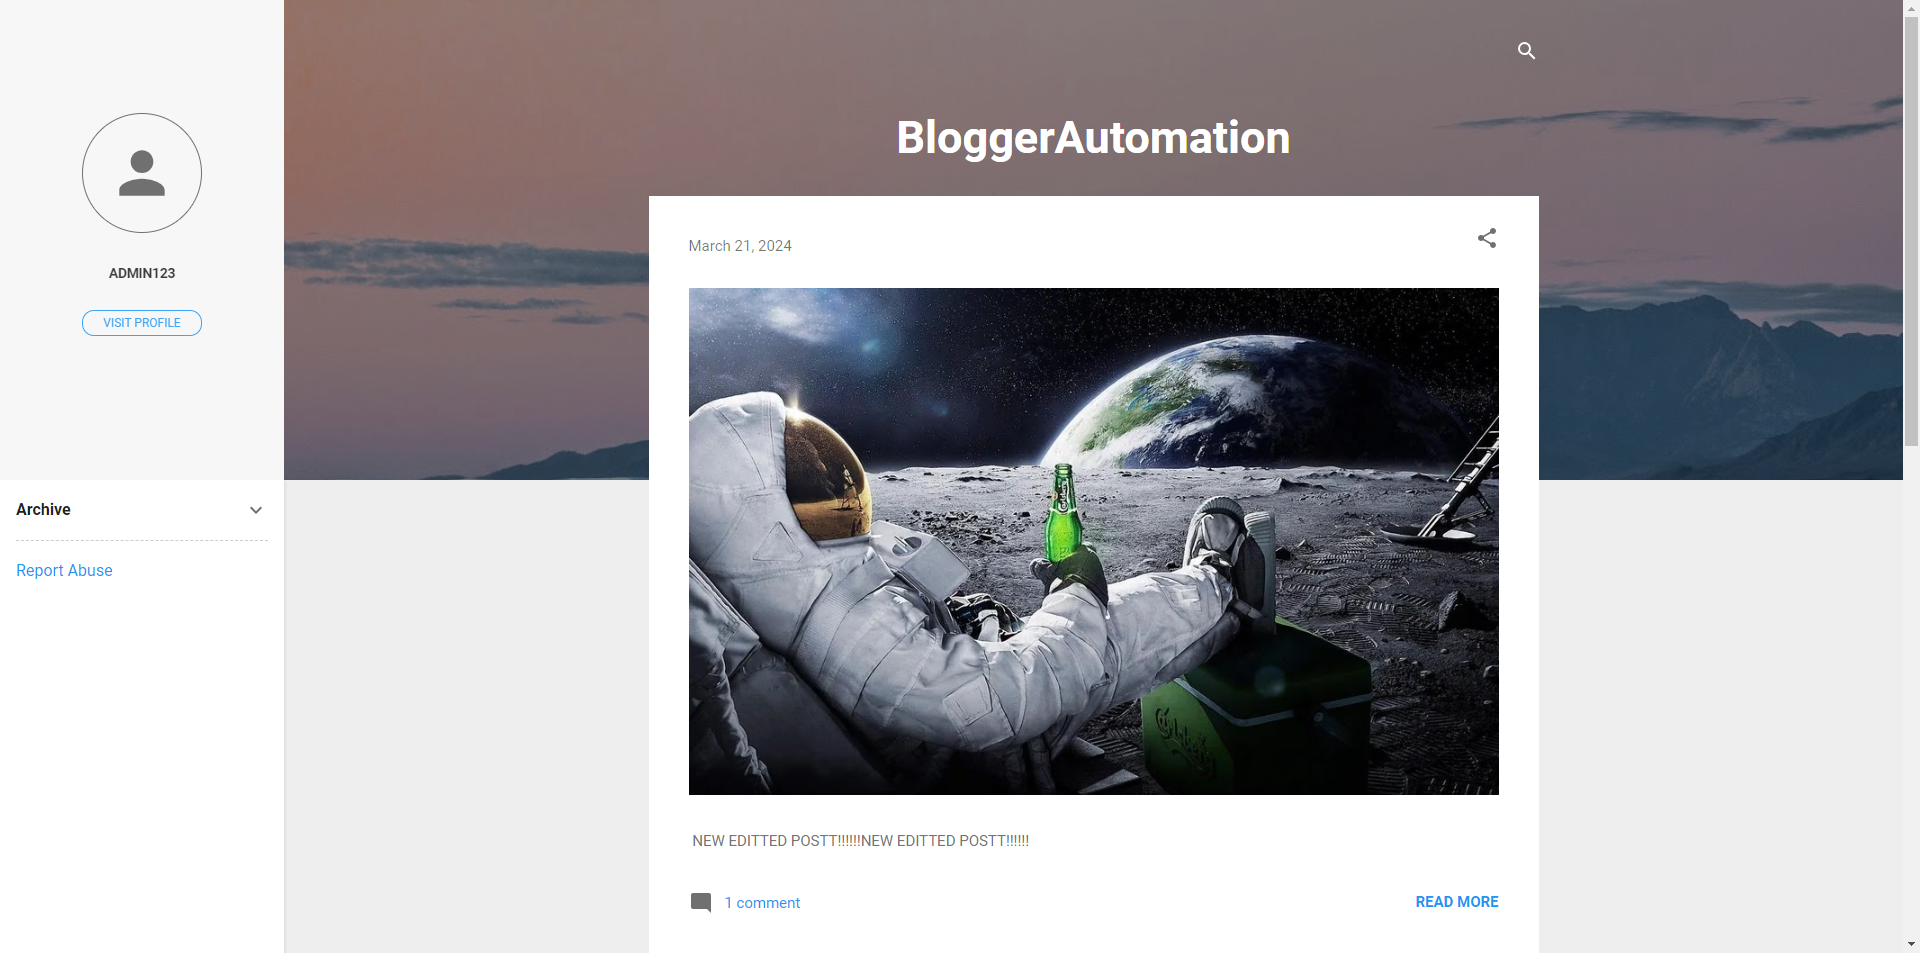 BloggerAutomation
ADMIN123
VISIT PROFILE
Archive
Report Abuse
March 21, 2024
NEW EDITTED POSTT!!!!!!NEW EDITTED POSTT!!!!!!
1 comment
READ MORE